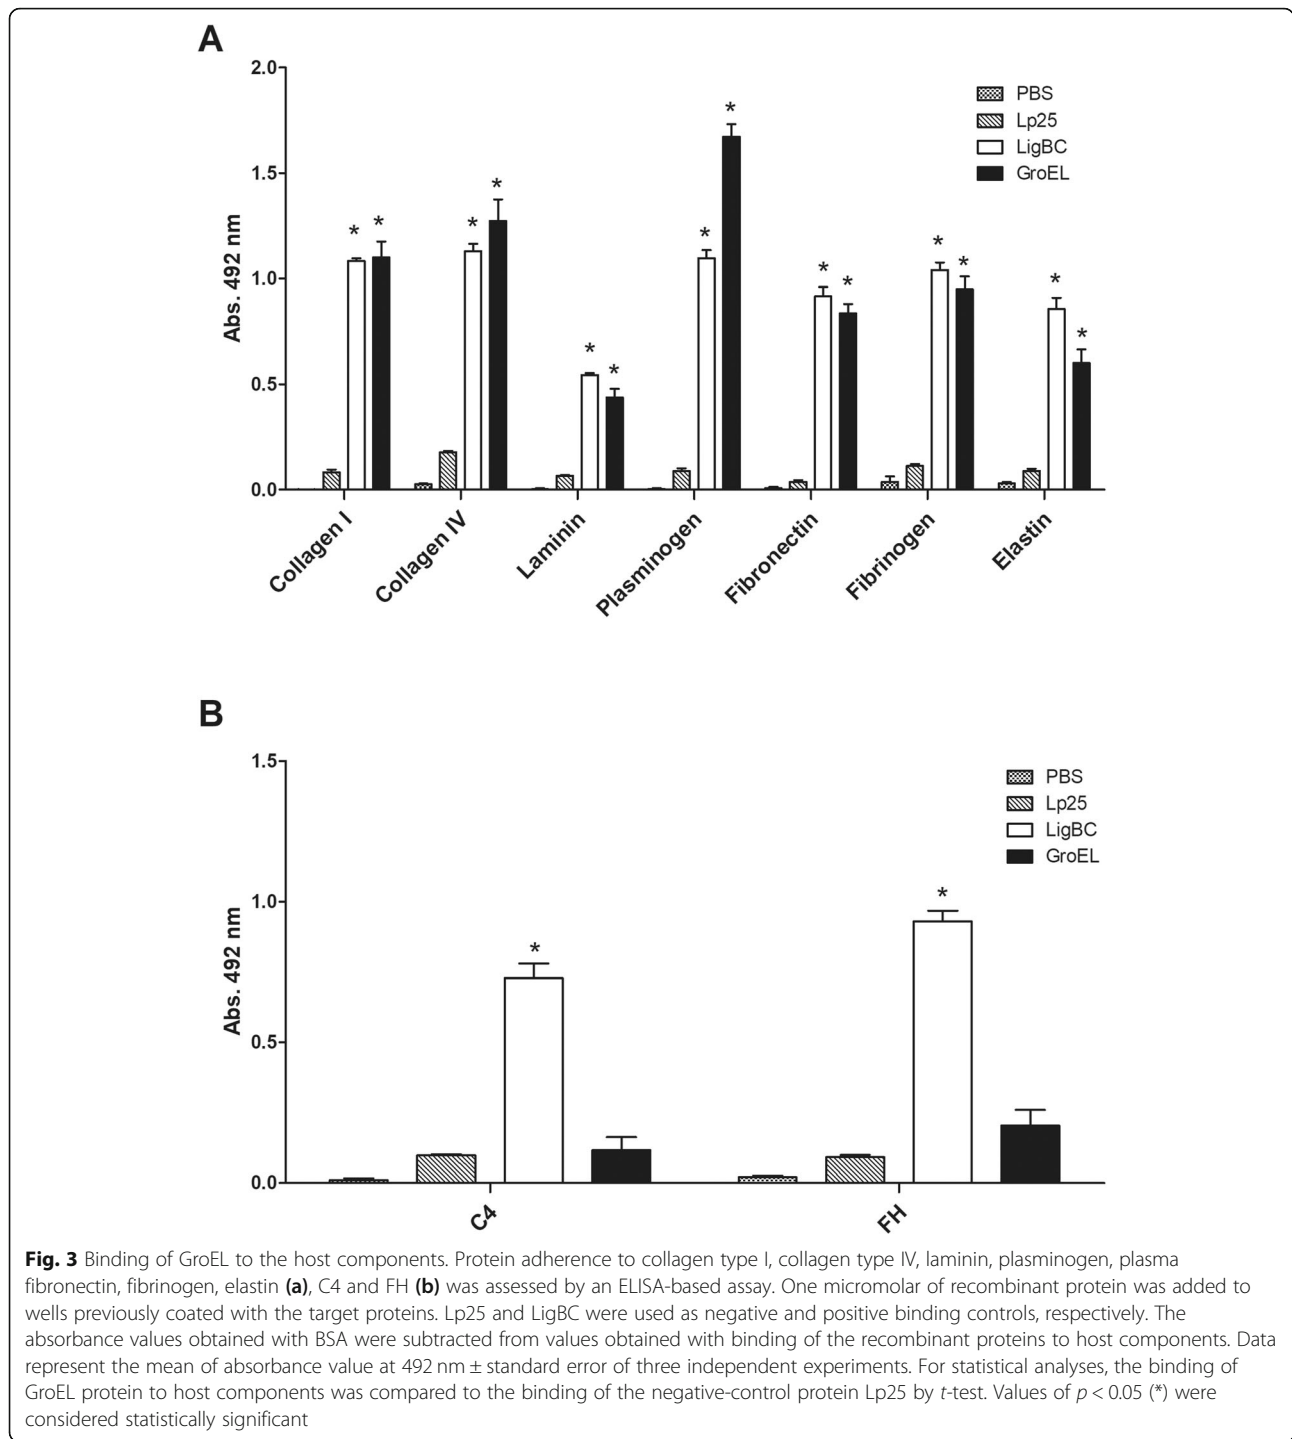 A
2.0
1.5
1.0
0.5
0.0
Abs. 492 nm
PBS
Lp25
LigBC
GroEL
* * * * * * * * * * * * * *
Collagen I
Collagen IV
Laminin
Plasminogen
Fibronectin
Fibrinogen
Elastin
B
1.5
1.0
0.5
0.0
Abs. 492 nm
PBS
Lp25
LigBC
GroEL
* *
C4
FH
Fig. 3 Binding of GroEL to the host components. Protein adherence to collagen type I, collagen type IV, laminin, plasminogen, plasma
fibronectin, fibrinogen, elastin (a), C4 and FH (b) was assessed by an ELISA-based assay. One micromolar of recombinant protein was added to
wells previously coated with the target proteins. Lp25 and LigBC were used as negative and positive binding controls, respectively. The
absorbance values obtained with BSA were subtracted from values obtained with binding of the recombinant proteins to host components. Data
represent the mean of absorbance value at 492 nm ± standard error of three independent experiments. For statistical analyses, the binding of
GroEL protein to host components was compared to the binding of the negative-control protein Lp25 by t-test. Values of p < 0.05 (*) were
considered statistically significant